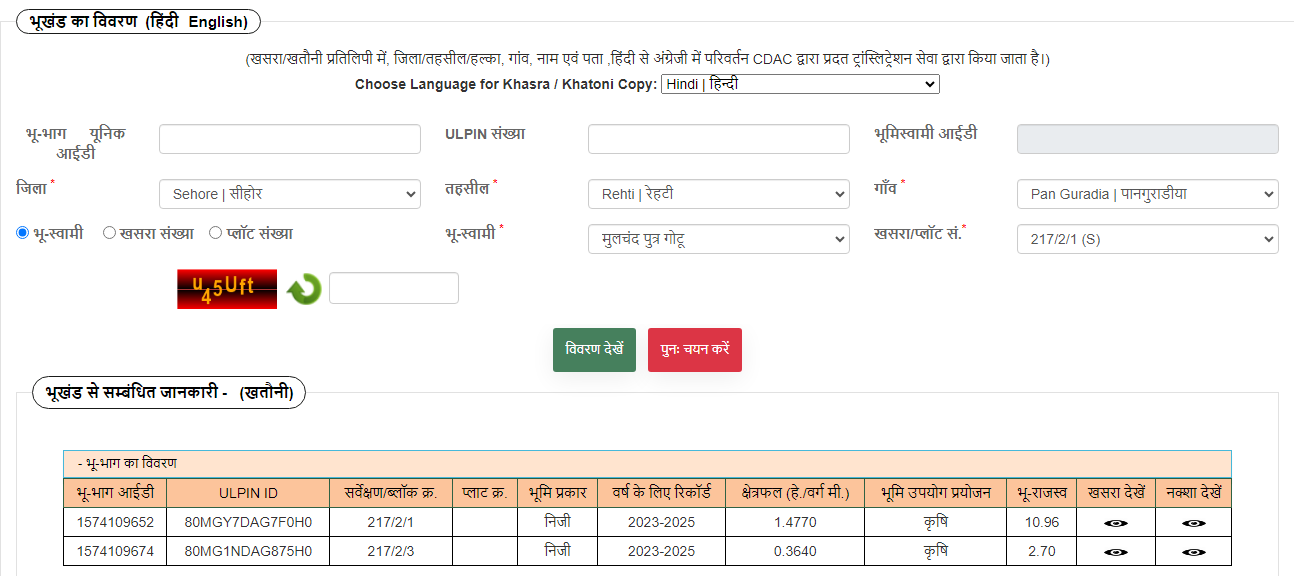 भूखंड का विवरण (हिंदी English)
(खसरा/खतौनी प्रतिलिपी में, जिला/तहसील/हल्का, गांव, नाम एवं पता ,हिंदी से अंग्रेजी में परिवर्तन CDAC द्वारा प्रदत ट्रांस्लिट्रेशन सेवा द्वारा किया जाता है।)
Choose Language for Khasra / Khatoni Copy: Hindi | हिन्दी
भू-भाग यूनिक आईडी ULPIN संख्या भूमिस्वामी आईडी
जिला * Sehore | सीहोर तहसील * Rehti | रेहटी गाँव * Pan Guradia | पानगुराडीया
भू-स्वामी खसरा संख्या प्लॉट संख्या भू-स्वामी * मुलचंद पुत्र गोटू खसरा/प्लॉट सं.* 217/2/1 (S)
u45Uft
विवरण देखें पुनः चयन करें
भूखंड से सम्बंधित जानकारी - (खतौनी)
- भू-भाग का विवरण
भू-भाग आईडी ULPIN ID सर्वेक्षण/ब्लॉक क्र. प्लाट क्र. भूमि प्रकार वर्ष के लिए रिकॉर्ड क्षेत्रफल (हे./वर्ग मी.) भूमि उपयोग प्रयोजन भू-राजस्व खसरा देखें नक्शा देखें
1574109652 80MGY7DAG7F0H0 217/2/1 निजी 2023-2025 1.4770 कृषि 10.96
1574109674 80MG1NDAG875H0 217/2/3 निजी 2023-2025 0.3640 कृषि 2.70